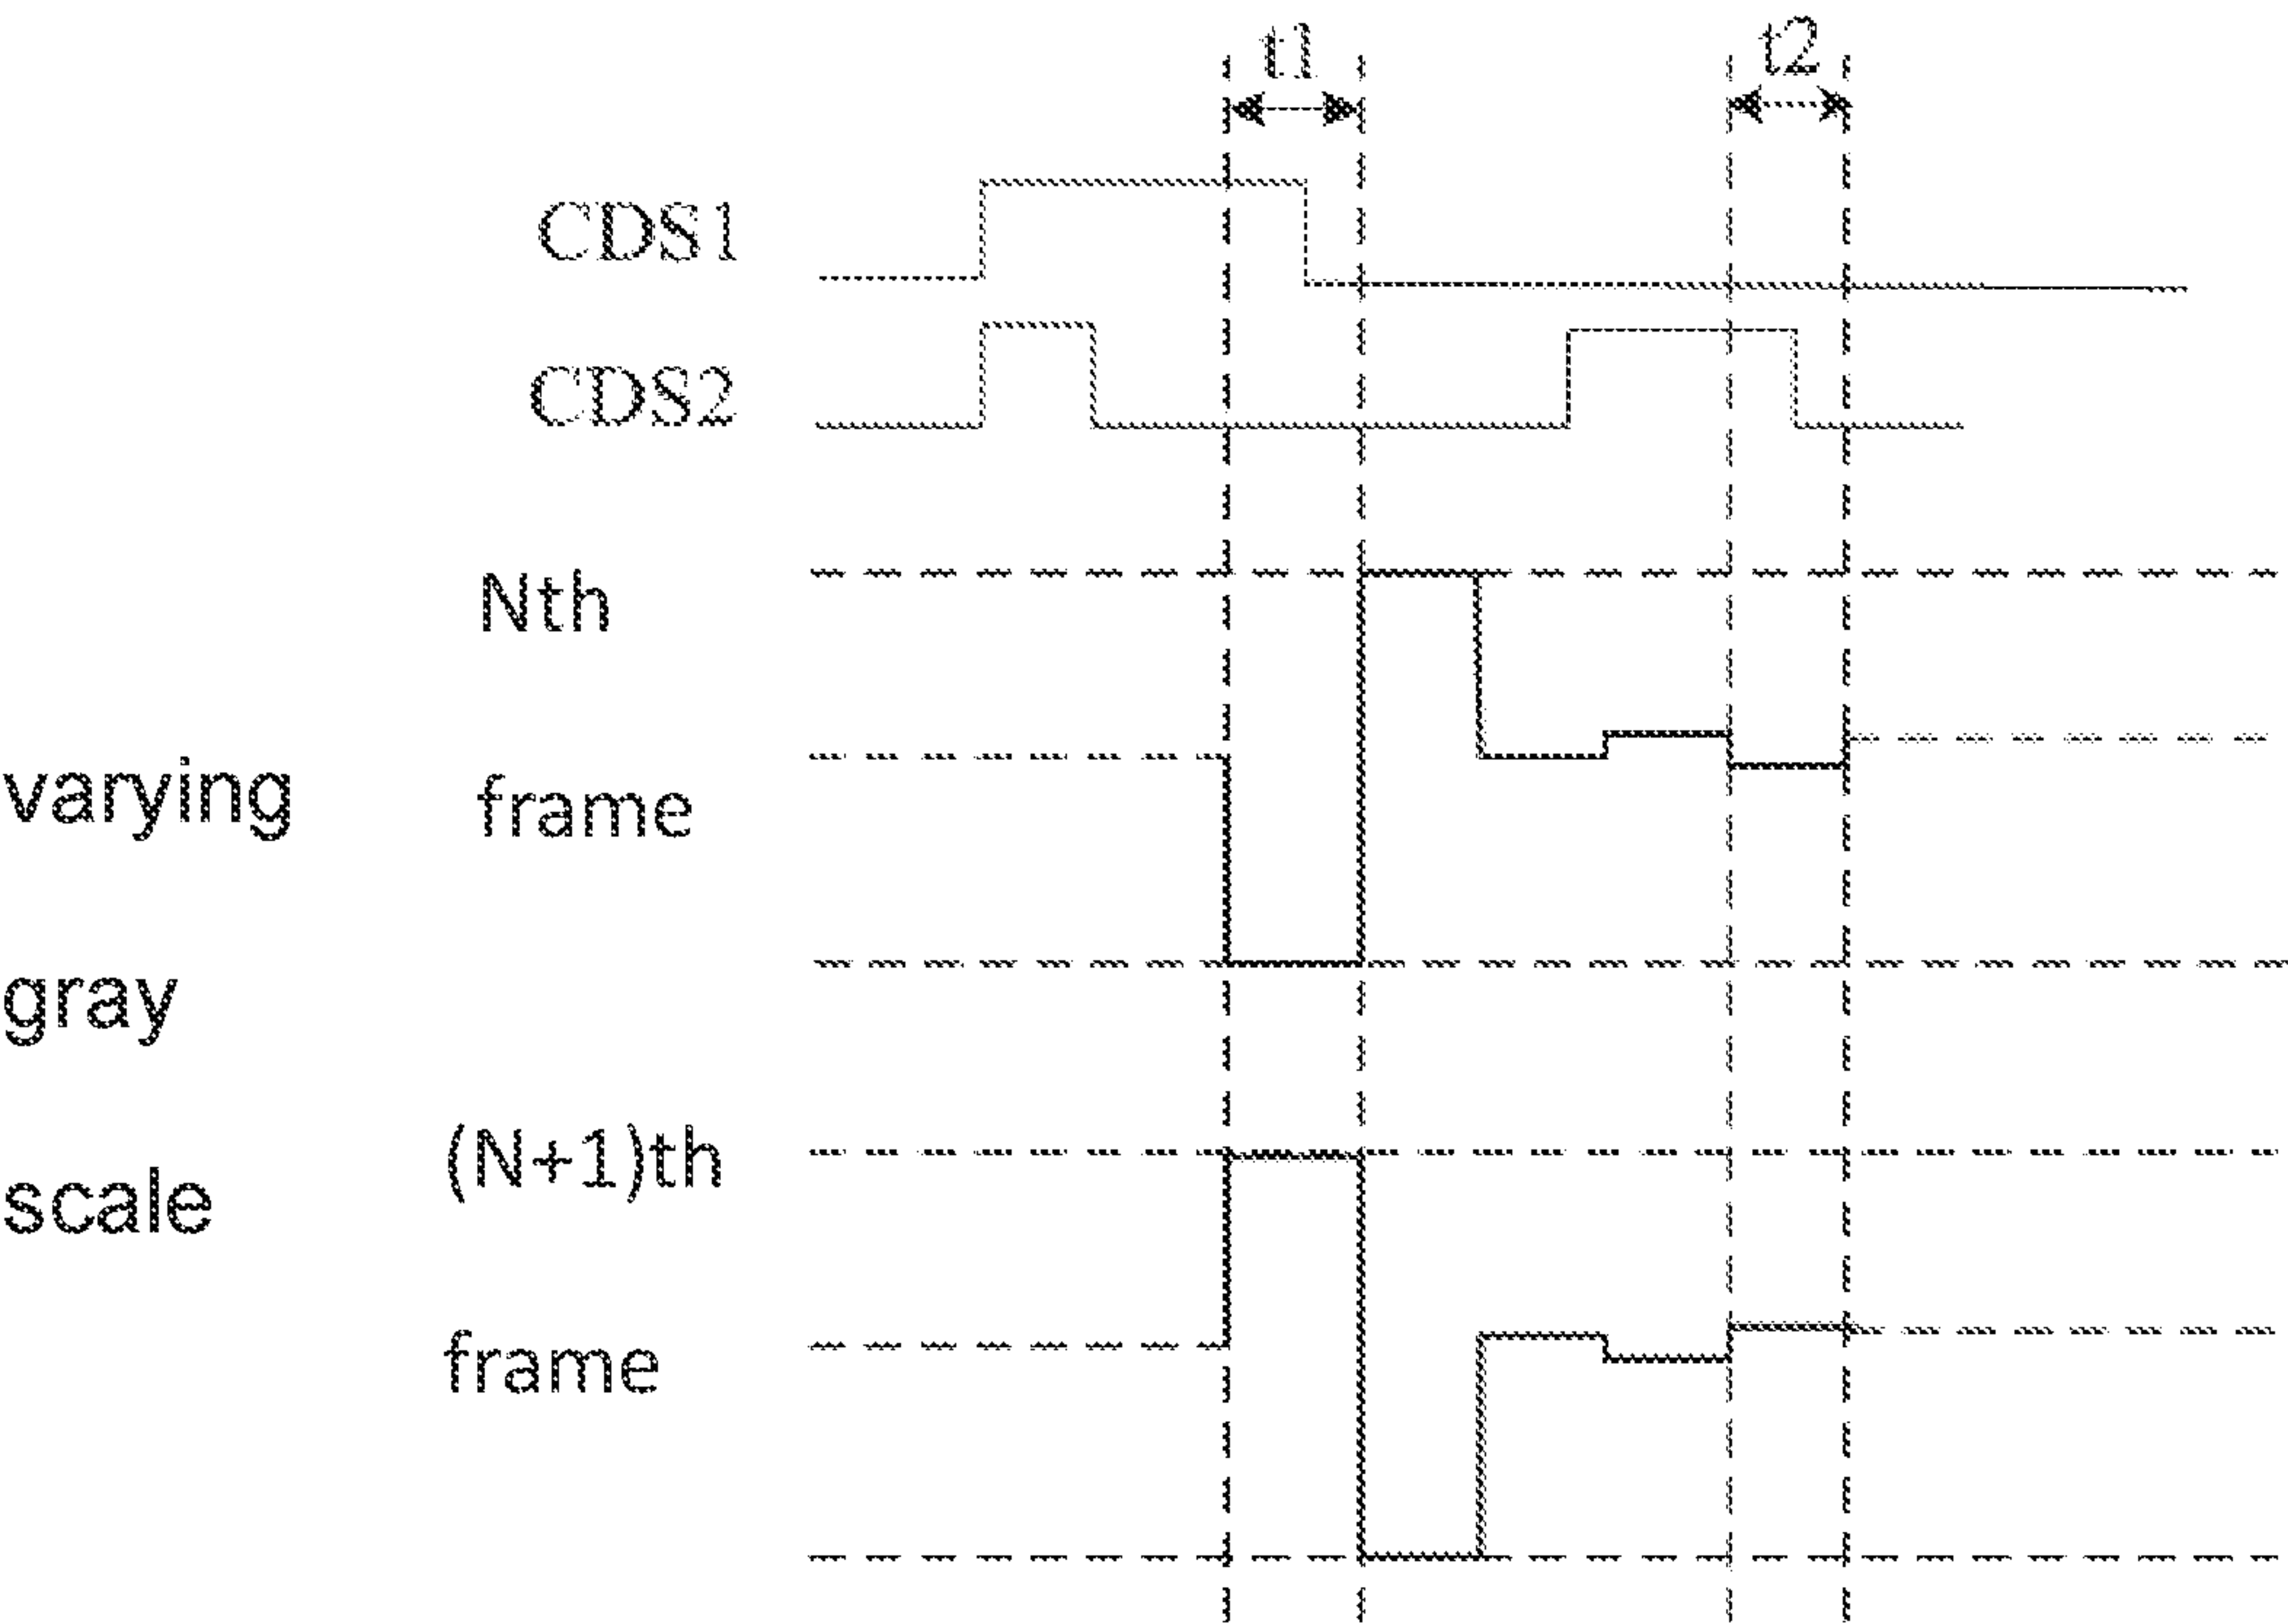 t1 t2
CDS1
CDS2
Nth
frame
varying
gray
scale
(N+1)th
frame